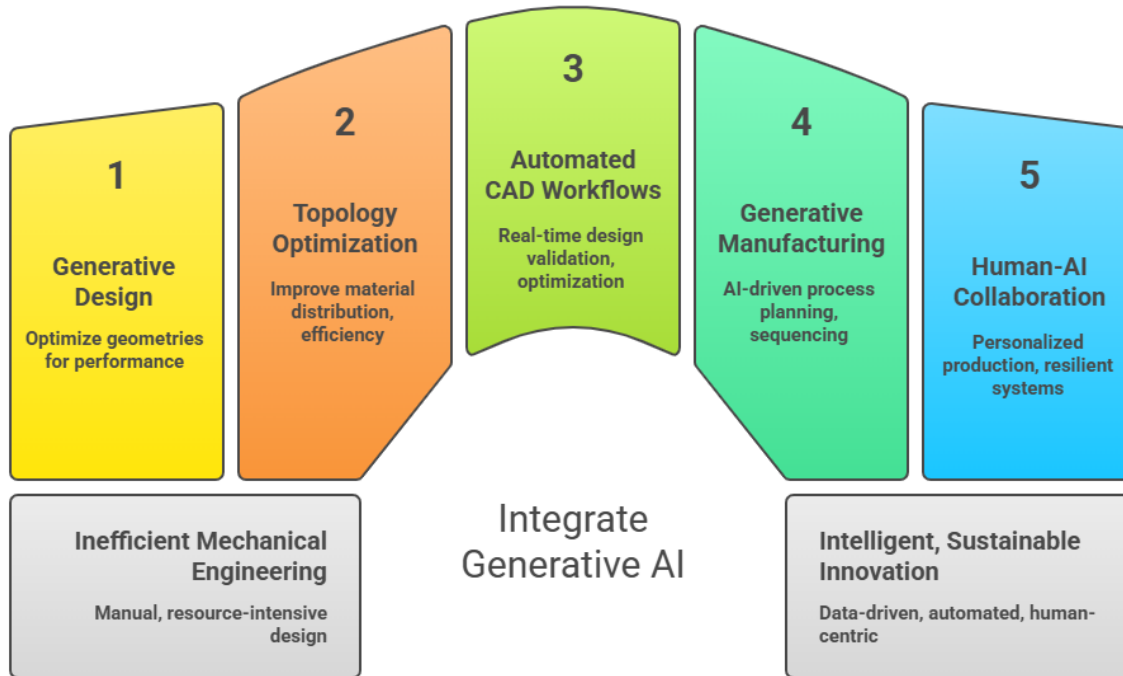 1
Generative
Design
Optimize geometries
for performance
2
Topology
Optimization
Improve material
distribution,
efficiency
3
Automated
CAD Workflows
Real-time design
validation,
optimization
4
Generative
Manufacturing
AI-driven process
planning,
sequencing
5
Human-AI
Collaboration
Personalized
production, resilient
systems
Inefficient Mechanical
Engineering
Manual, resource-intensive
design
Integrate
Generative AI
Intelligent, Sustainable
Innovation
Data-driven, automated, human-
centric